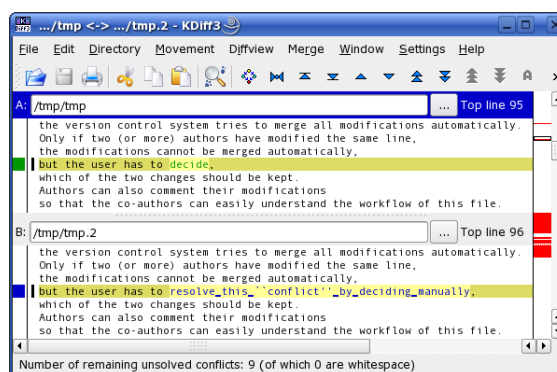 .../tmp <-> .../tmp.2 - KDiff3
File Edit Directory Movement Diffview Merge Window Settings Help
A: /tmp/tmp ... Top line 95
the version control system tries to merge all modifications automatically.
Only if two (or more) authors have modified the same line,
the modifications cannot be merged automatically,
but the user has to decide,
which of the two changes should be kept.
Authors can also comment their modifications
so that the co-authors can easily understand the workflow of this file.
B: /tmp/tmp.2 ... Top line 96
the version control system tries to merge all modifications automatically.
Only if two (or more) authors have modified the same line,
the modifications cannot be merged automatically,
but the user has to resolve_this_``conflict''_by_deciding_manually,
which of the two changes should be kept.
Authors can also comment their modifications
so that the co-authors can easily understand the workflow of this file.
Number of remaining unsolved conflicts: 9 (of which 0 are whitespace)